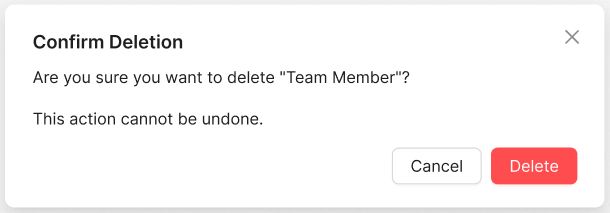 Confirm Deletion
Are you sure you want to delete "Team Member"?
This action cannot be undone.
Cancel
Delete